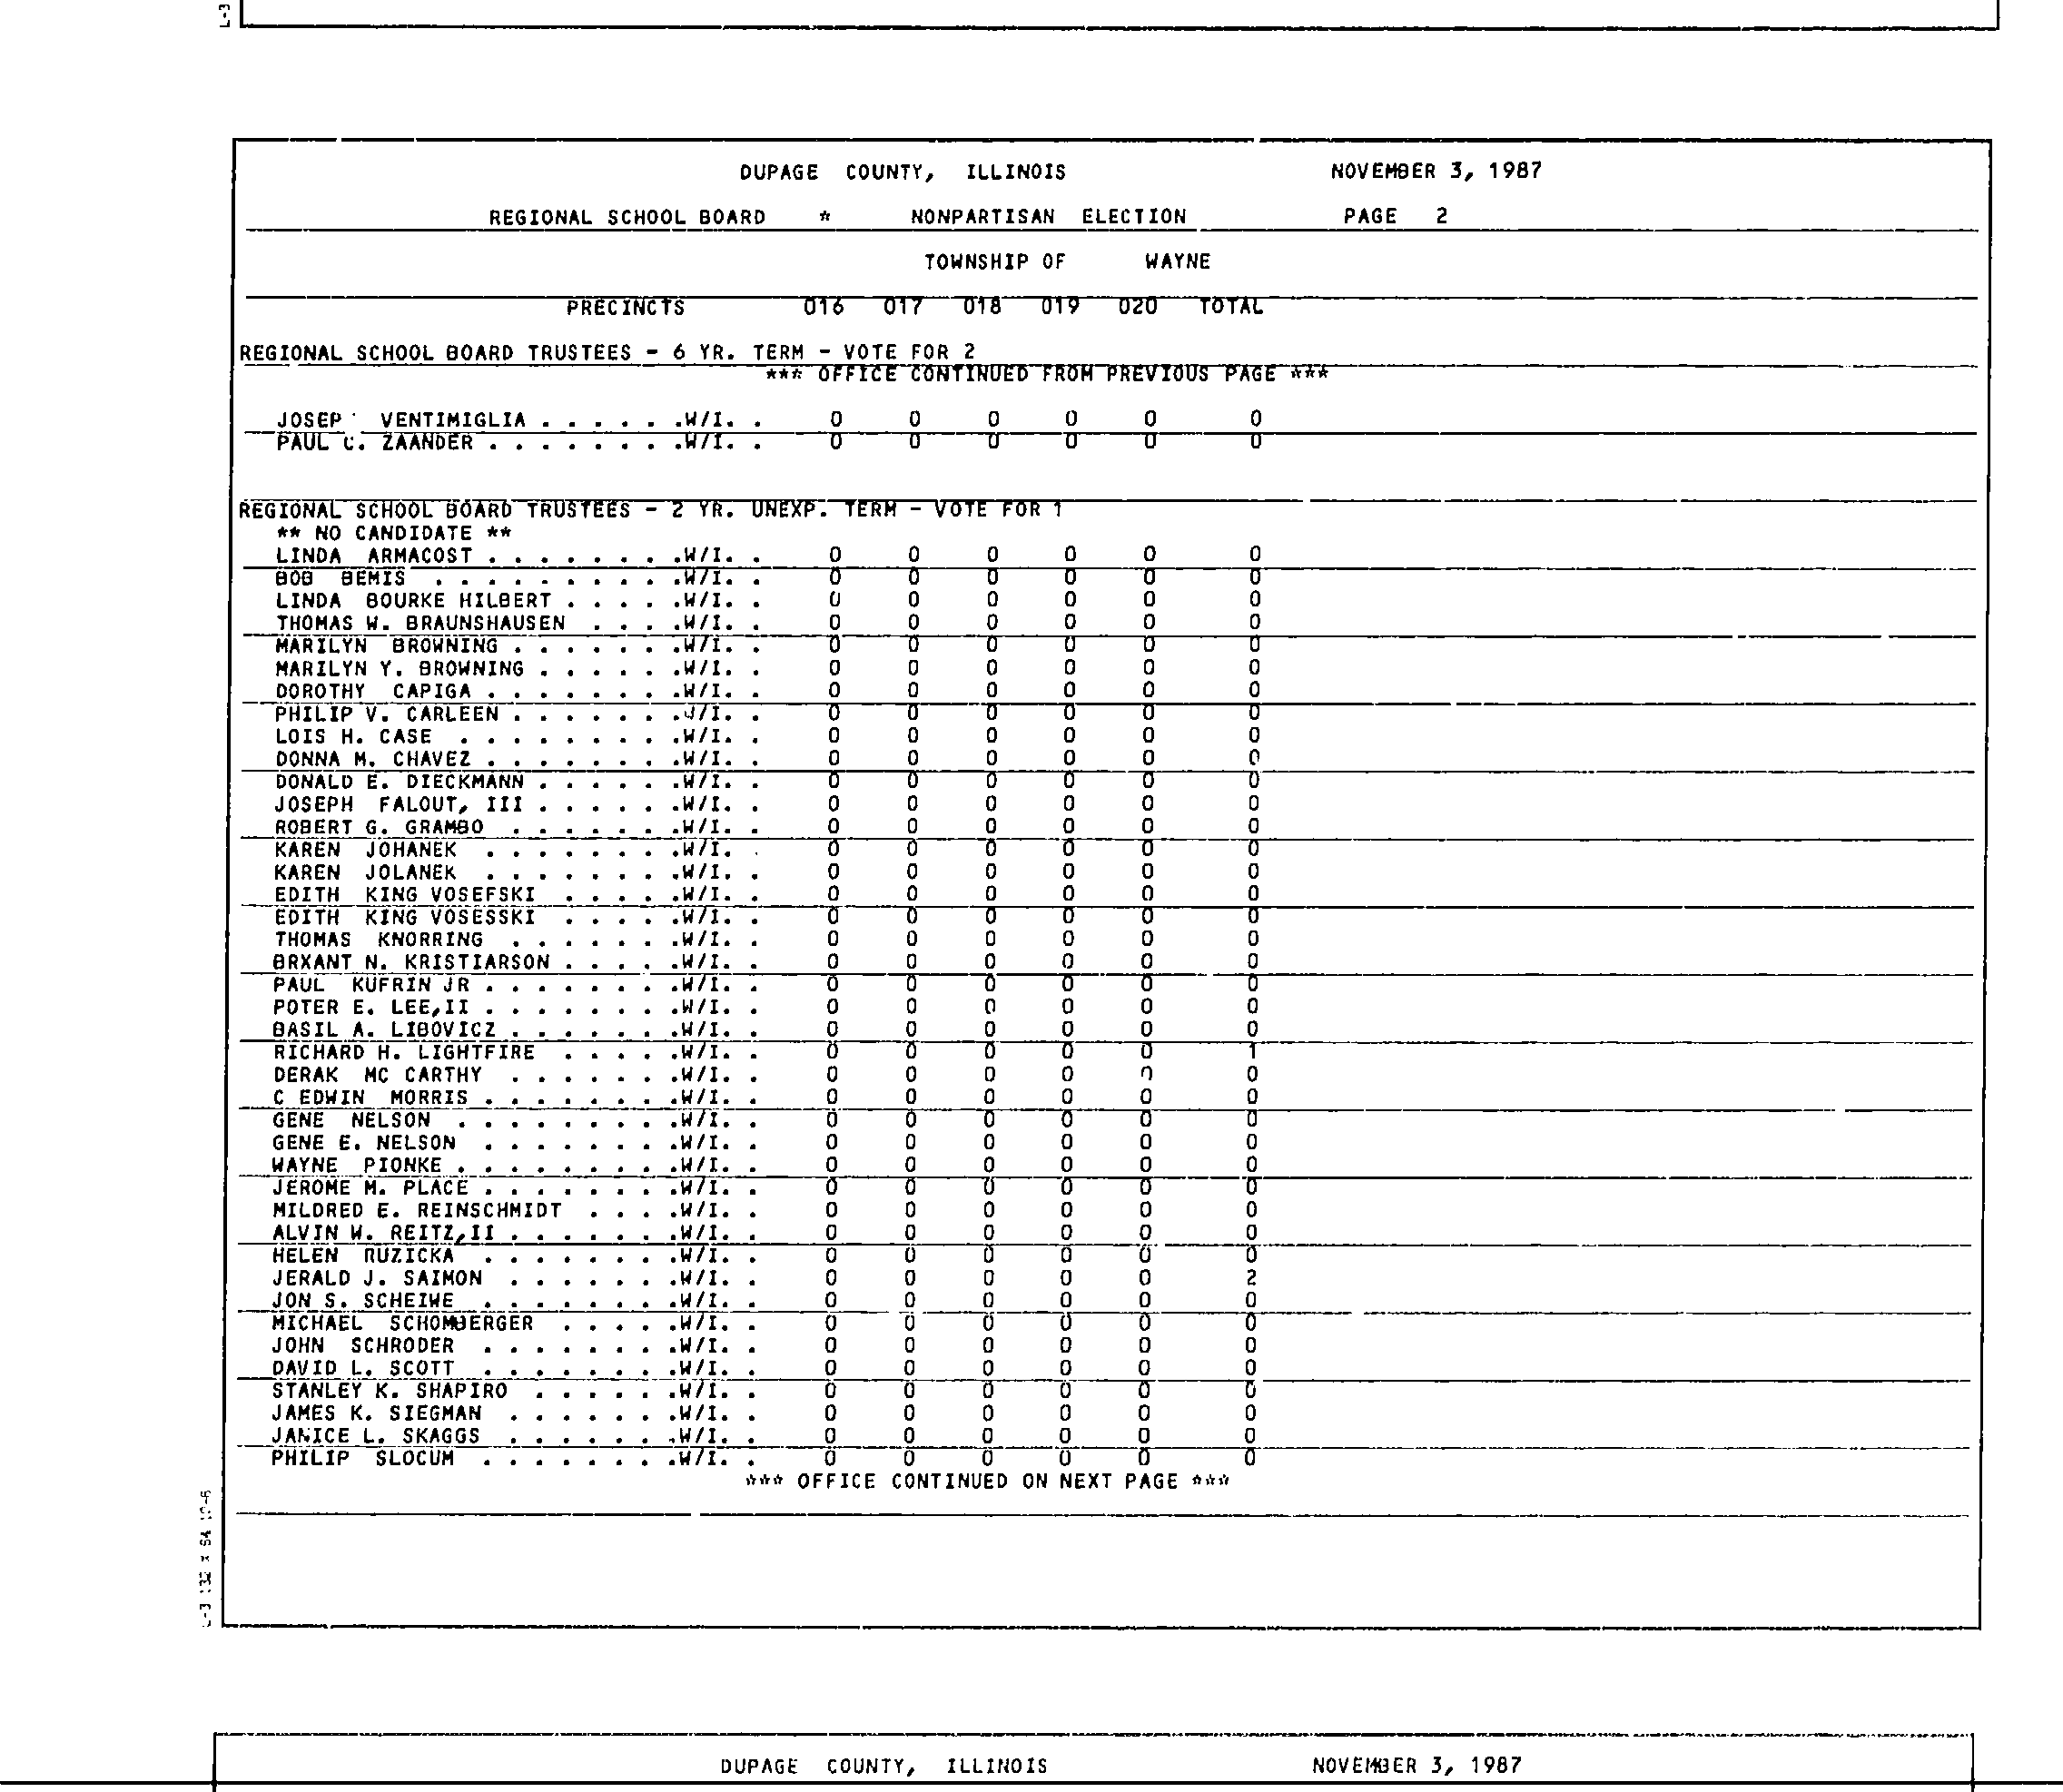 L-3
DUPAGE COUNTY, ILLINOIS NOVEMBER 3, 1987
REGIONAL SCHOOL BOARD * NONPARTISAN ELECTION PAGE 2
TOWNSHIP OF WAYNE
PRECINCTS 016 017 018 019 020 TOTAL
REGIONAL SCHOOL BOARD TRUSTEES - 6 YR. TERM - VOTE FOR 2
*** OFFICE CONTINUED FROM PREVIOUS PAGE ***
JOSEP VENTIMIGLIA . . . . . .W/I. . 0 0 0 0 0 0
PAUL C. ZAANDER . . . . . . . .W/I. . 0 0 0 0 0 0
REGIONAL SCHOOL BOARD TRUSTEES - 2 YR. UNEXP. TERM - VOTE FOR 1
** NO CANDIDATE **
LINDA ARMACOST . . . . . . . .W/I. . 0 0 0 0 0 0
BOB BEMIS . . . . . . . . . .W/I. . 0 0 0 0 0 0
LINDA BOURKE HILBERT . . . . .W/I. . 0 0 0 0 0 0
THOMAS W. BRAUNSHAUSEN . . . .W/I. . 0 0 0 0 0 0
MARILYN BROWNING . . . . . . .W/I. . 0 0 0 0 0 0
MARILYN Y. BROWNING . . . . . .W/I. . 0 0 0 0 0 0
DOROTHY CAPIGA . . . . . . . .W/I. . 0 0 0 0 0 0
PHILIP V. CARLEEN . . . . . . .W/I. . 0 0 0 0 0 0
LOIS H. CASE . . . . . . . . .W/I. . 0 0 0 0 0 0
DONNA M. CHAVEZ . . . . . . . .W/I. . 0 0 0 0 0 0
DONALD E. DIECKMANN . . . . . .W/I. . 0 0 0 0 0 0
JOSEPH FALOUT, III . . . . . .W/I. . 0 0 0 0 0 0
ROBERT G. GRAMBO . . . . . . .W/I. . 0 0 0 0 0 0
KAREN JOHANEK . . . . . . . .W/I. . 0 0 0 0 0 0
KAREN JOLANEK . . . . . . . .W/I. . 0 0 0 0 0 0
EDITH KING VOSEFSKI . . . . .W/I. . 0 0 0 0 0 0
EDITH KING VOSESSKI . . . . .W/I. . 0 0 0 0 0 0
THOMAS KNORRING . . . . . . .W/I. . 0 0 0 0 0 0
BRXANT N. KRISTIARSON . . . . .W/I. . 0 0 0 0 0 0
PAUL KUFRIN JR . . . . . . . .W/I. . 0 0 0 0 0 0
POTER E. LEE,II . . . . . . . .W/I. . 0 0 0 0 0 0
BASIL A. LIBOVICZ . . . . . . .W/I. . 0 0 0 0 0 0
RICHARD H. LIGHTFIRE . . . . .W/I. . 0 0 0 0 0 1
DERAK MC CARTHY . . . . . . .W/I. . 0 0 0 0 0 0
C EDWIN MORRIS . . . . . . . .W/I. . 0 0 0 0 0 0
GENE NELSON . . . . . . . . .W/I. . 0 0 0 0 0 0
GENE E. NELSON . . . . . . . .W/I. . 0 0 0 0 0 0
WAYNE PIONKE . . . . . . . . .W/I. . 0 0 0 0 0 0
JEROME M. PLACE . . . . . . . .W/I. . 0 0 0 0 0 0
MILDRED E. REINSCHMIDT . . . .W/I. . 0 0 0 0 0 0
ALVIN W. REITZ,II . . . . . . .W/I. . 0 0 0 0 0 0
HELEN RUZICKA . . . . . . . .W/I. . 0 0 0 0 0 0
JERALD J. SAIMON . . . . . . .W/I. . 0 0 0 0 0 2
JON S. SCHEIWE . . . . . . . .W/I. . 0 0 0 0 0 0
MICHAEL SCHOMBERGER . . . . .W/I. . 0 0 0 0 0 0
JOHN SCHRODER . . . . . . . .W/I. . 0 0 0 0 0 0
DAVID L. SCOTT . . . . . . . .W/I. . 0 0 0 0 0 0
STANLEY K. SHAPIRO . . . . . .W/I. . 0 0 0 0 0 0
JAMES K. SIEGMAN . . . . . . .W/I. . 0 0 0 0 0 0
JANICE L. SKAGGS . . . . . . .W/I. . 0 0 0 0 0 0
PHILIP SLOCUM . . . . . . . .W/I. . 0 0 0 0 0 0
*** OFFICE CONTINUED ON NEXT PAGE ***
L-3 132 X 64
DUPAGE COUNTY, ILLINOIS NOVEMBER 3, 1987